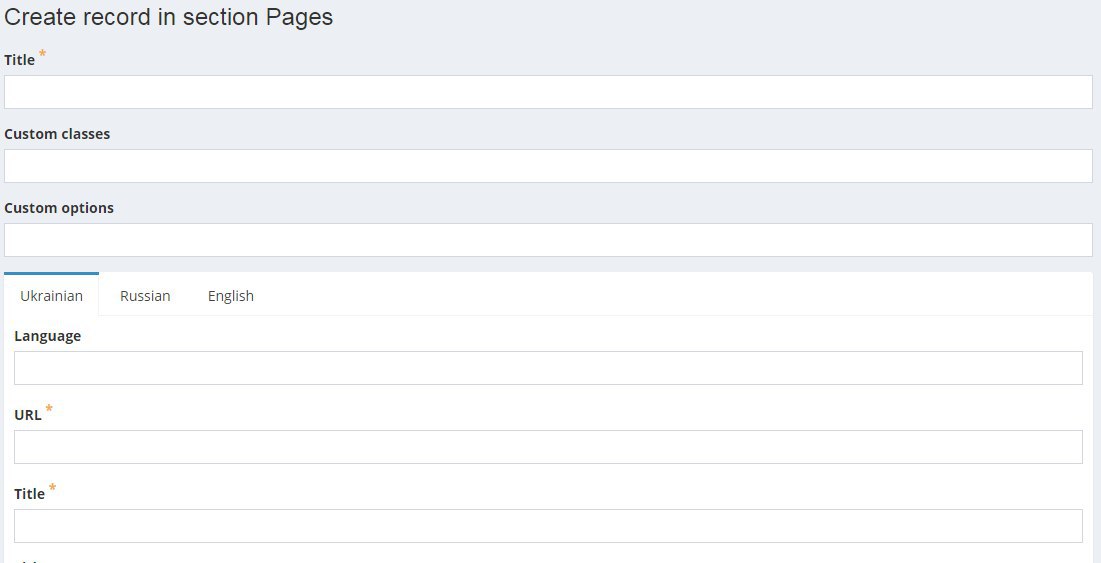 Create record in section Pages
Title *
Custom classes
Custom options
Ukrainian Russian English
Language
URL *
Title *